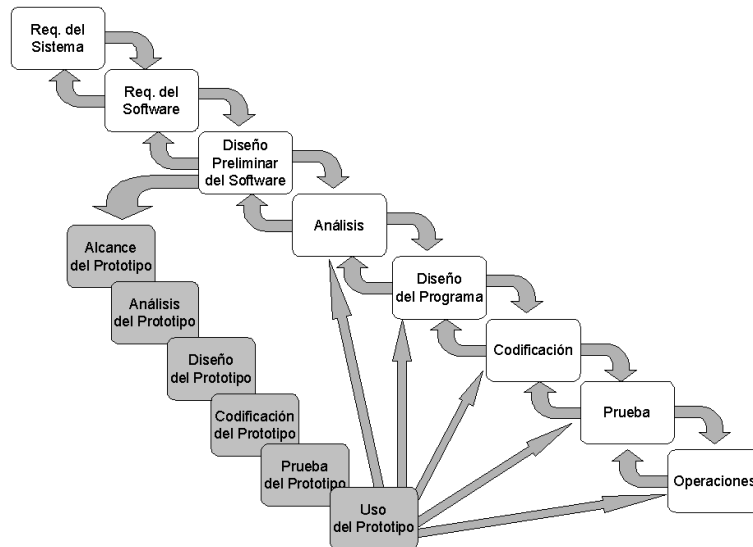 Req. del
Sistema
Req. del
Software
Diseño
Preliminar
del Software
Análisis
Diseño
del Programa
Codificación
Prueba
Operaciones
Alcance
del Prototipo
Análisis
del Prototipo
Diseño
del Prototipo
Codificación
del Prototipo
Prueba
del Prototipo
Uso
del Prototipo